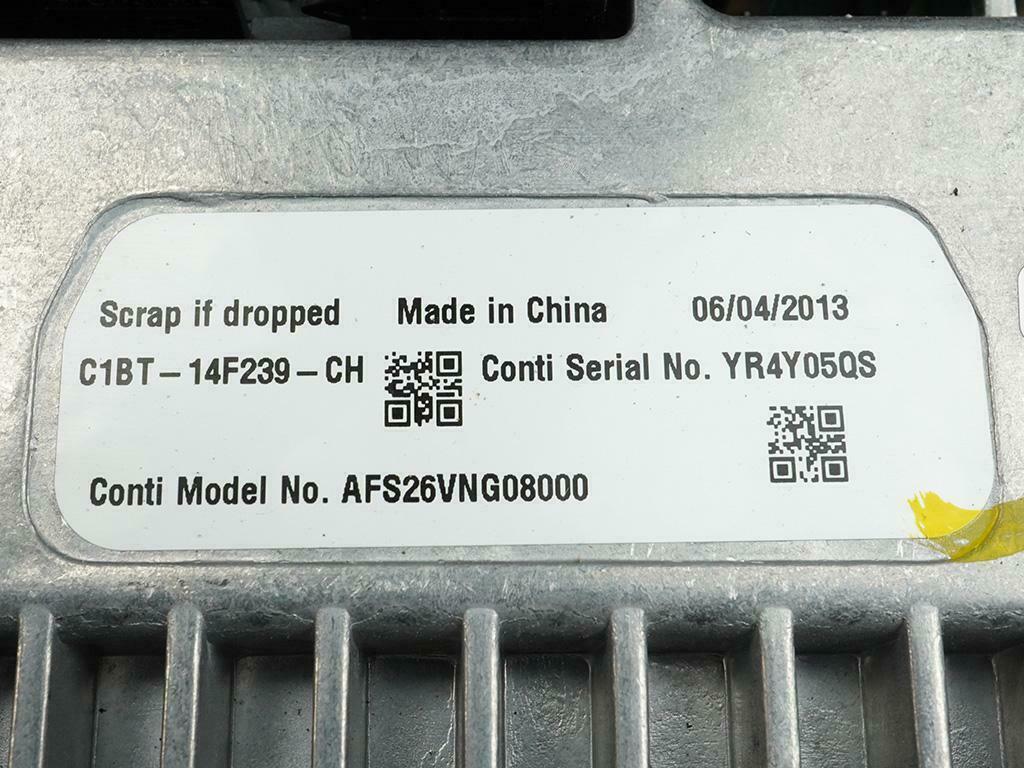 Scrap if dropped Made in China 06/04/2013
C1BT-14F239-CH Conti Serial No. YR4Y05QS
Conti Model No. AFS26VNG08000